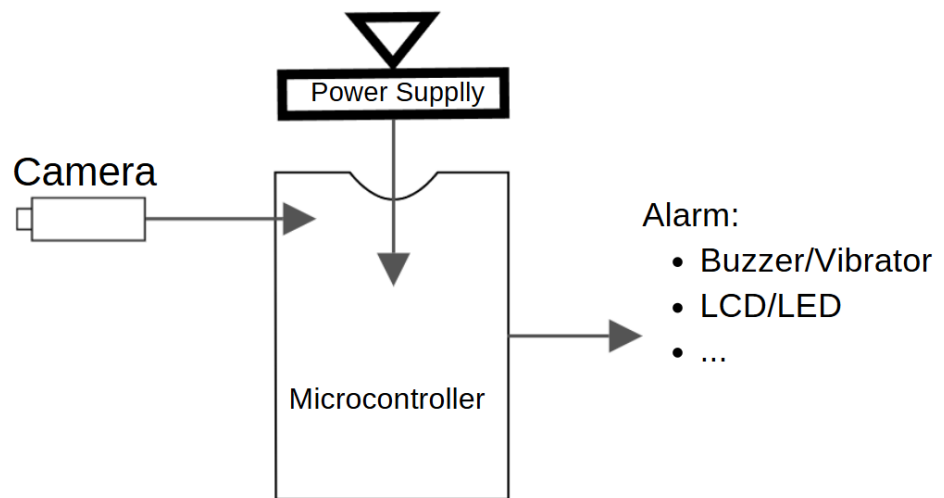 Power Supplly
Camera
Alarm:
• Buzzer/Vibrator
• LCD/LED
• ...
Microcontroller